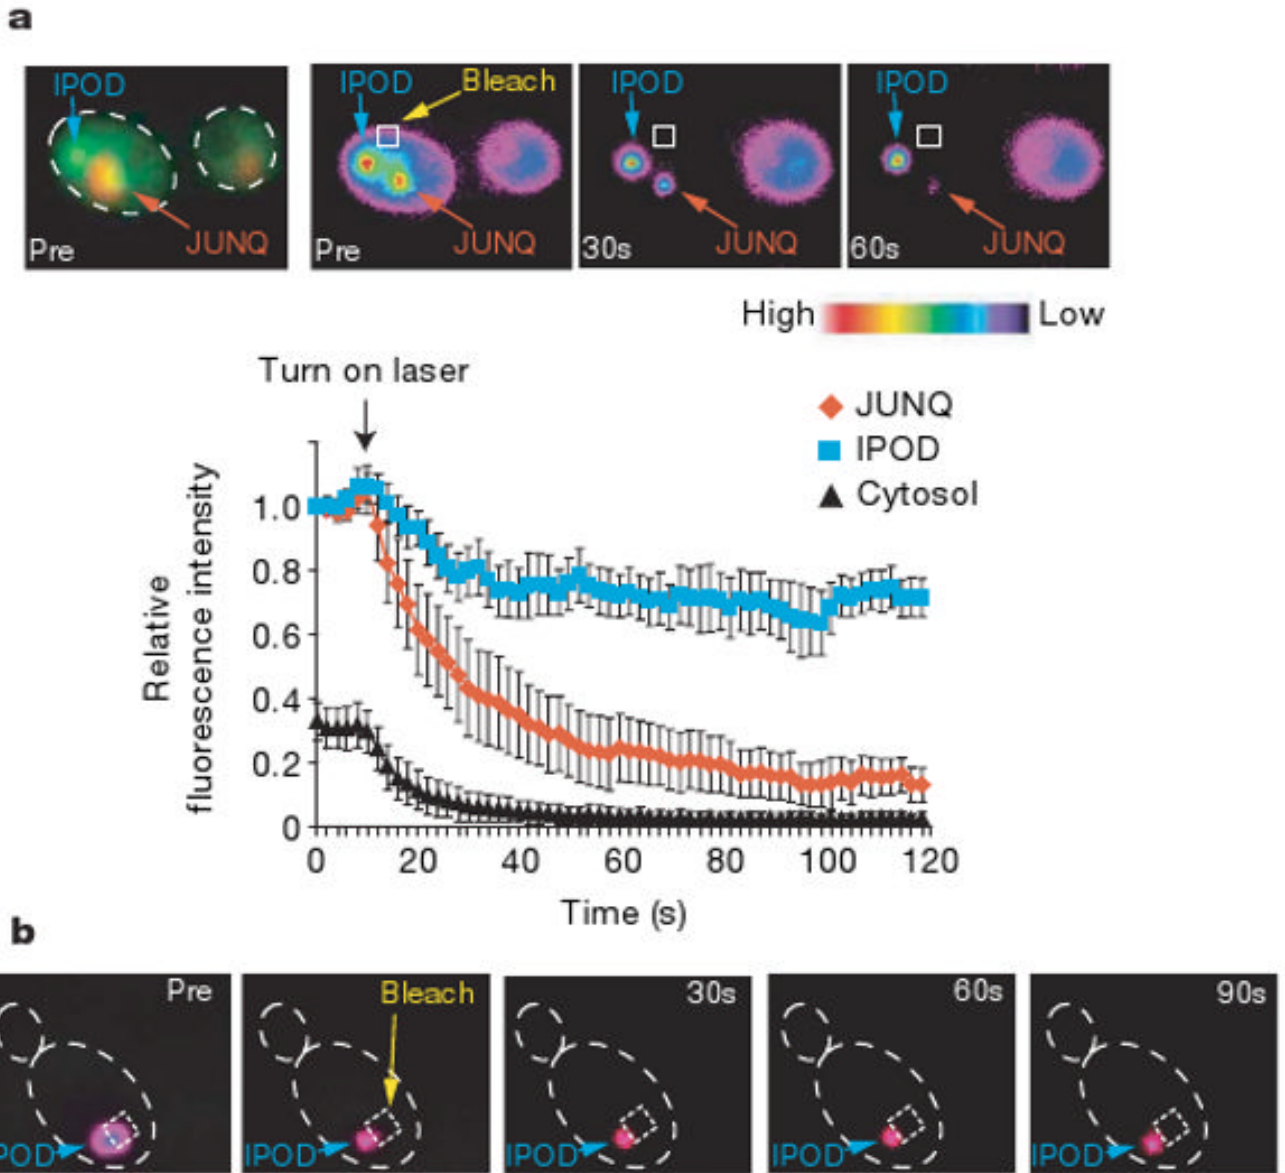 a
IPOD
JUNQ
Pre
IPOD
Bleach
JUNQ
Pre
IPOD
JUNQ
30s
IPOD
JUNQ
60s
High
Low
Turn on laser
JUNQ
IPOD
Cytosol
Relative
fluorescence intensity
1.0
0.8
0.6
0.4
0.2
0
0 20 40 60 80 100 120
Time (s)
b
Pre
POD
Bleach
IPOD
30s
IPOD
60s
IPOD
90s
IPOD